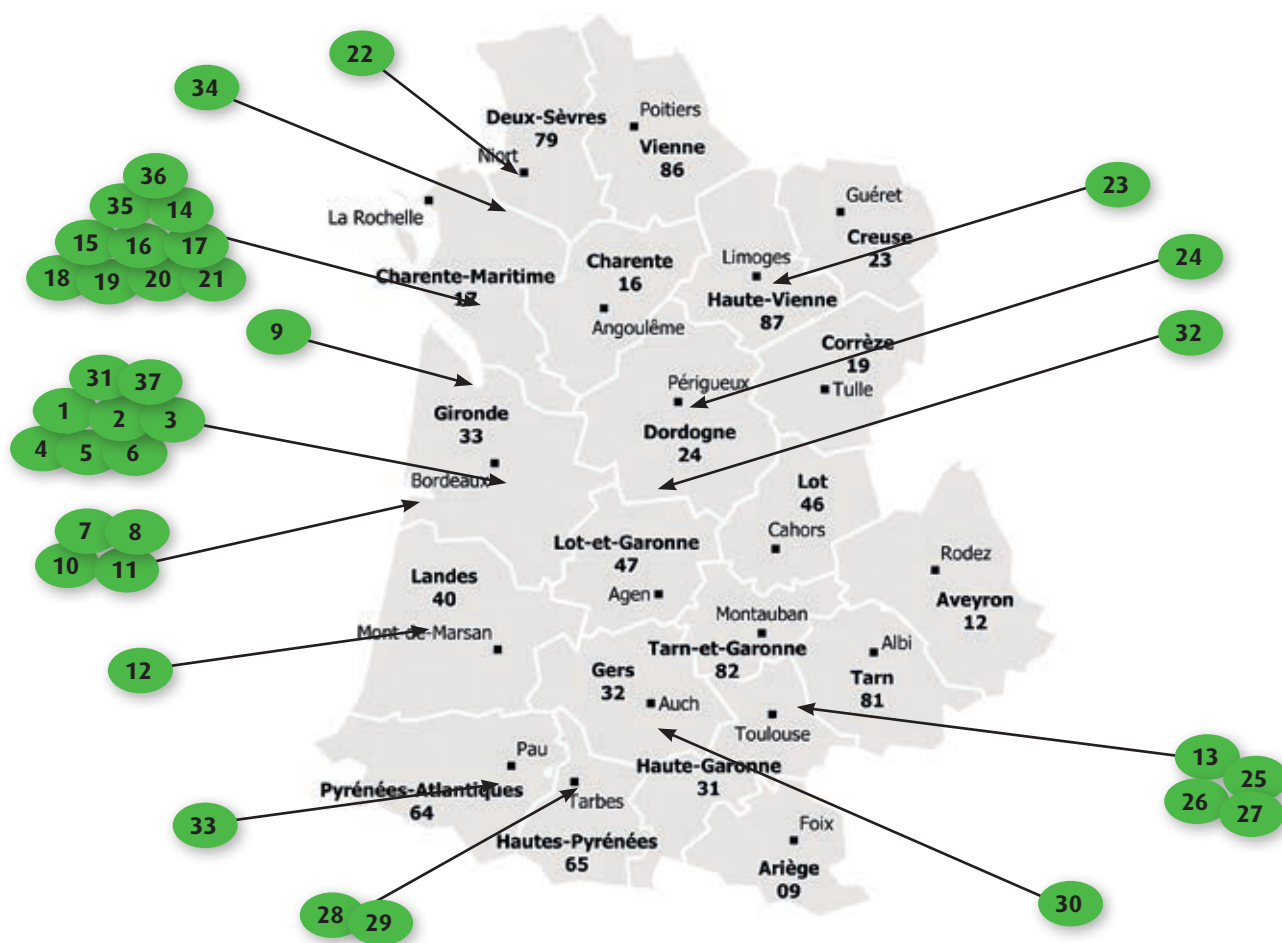 22
34
Poitiers
Deux-Sèvres
79
Vienne
86
Niort
36
35
14
23
Guéret
La Rochelle
15
16
17
Creuse
23
24
18
19
20
21
Charente-Maritime
17
Charente
16
Limoges
Haute-Vienne
87
Angoulême
9
32
Corrèze
19
31
37
Périgueux
Tulle
1
2
3
Gironde
33
Dordogne
24
4
5
6
Bordeaux
Lot
46
7
8
Cahors
10
11
Lot-et-Garonne
47
Rodez
Landes
40
Agen
Aveyron
12
Montauban
Mont-de-Marsan
Tarn-et-Garonne
82
Albi
12
Gers
32
Tarn
81
Auch
Toulouse
Pau
13
25
Haute-Garonne
31
Pyrénées-Atlantiques
64
Tarbes
26
27
33
Foix
Hautes-Pyrénées
65
Ariège
09
28
29
30